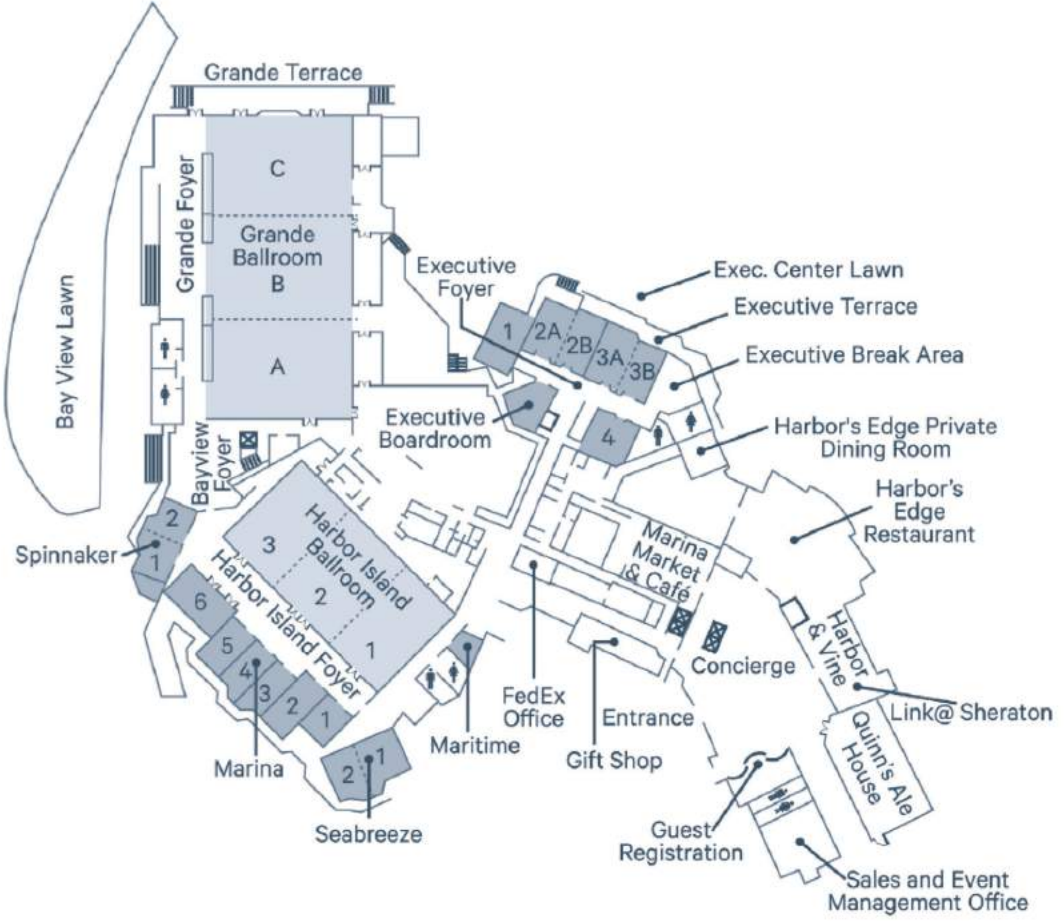 Grande Terrace
Bay View Lawn
Grande Foyer
C
Grande
Ballroom
B
A
Executive
Foyer
Exec. Center Lawn
Executive Terrace
Executive Break Area
1
2A
2B
3A
3B
Executive
Boardroom
4
Harbor's Edge Private
Dining Room
Harbor's
Edge
Restaurant
Bayview
Foyer
Spinnaker
2
1
Harbor Island
Ballroom
3
2
1
Harbor Island Foyer
6
5
4
3
2
1
Marina
Marina
Market
& Café
Maritime
FedEx
Office
Entrance
Gift Shop
Concierge
Harbor
& Vine
Link@ Sheraton
Quinn's Ale
House
2
1
Seabreeze
Guest
Registration
Sales and Event
Management Office